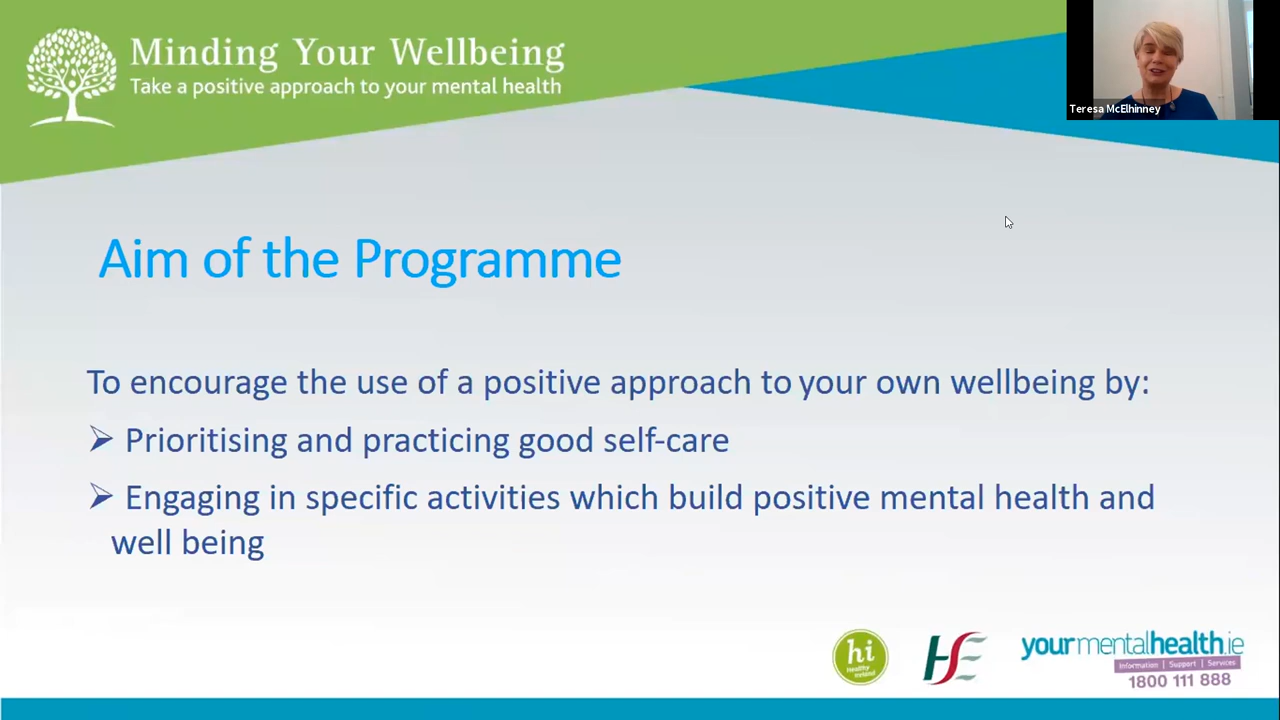 Minding Your Wellbeing
Take a positive approach to your mental health
Teresa McElhinney
Aim of the Programme
To encourage the use of a positive approach to your own wellbeing by:
➢ Prioritising and practicing good self-care
➢ Engaging in specific activities which build positive mental health and
well being
hi
Healthy
Ireland
HSE
yourmentalhealth.ie
Information | Support | Services
1800 111 888